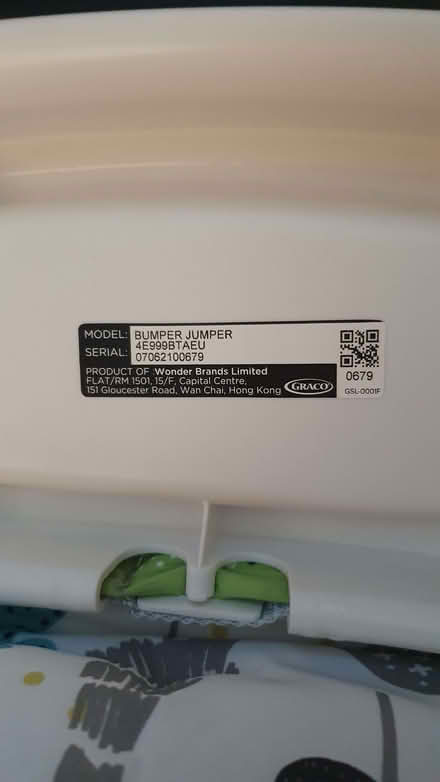 MODEL: BUMPER JUMPER
4E999BTAEU
SERIAL: 07062100679
PRODUCT OF :Wonder Brands Limited
FLAT/RM 1501, 15/F, Capital Centre,
151 Gloucester Road, Wan Chai, Hong Kong
GRACO
0679
GSL-0001F